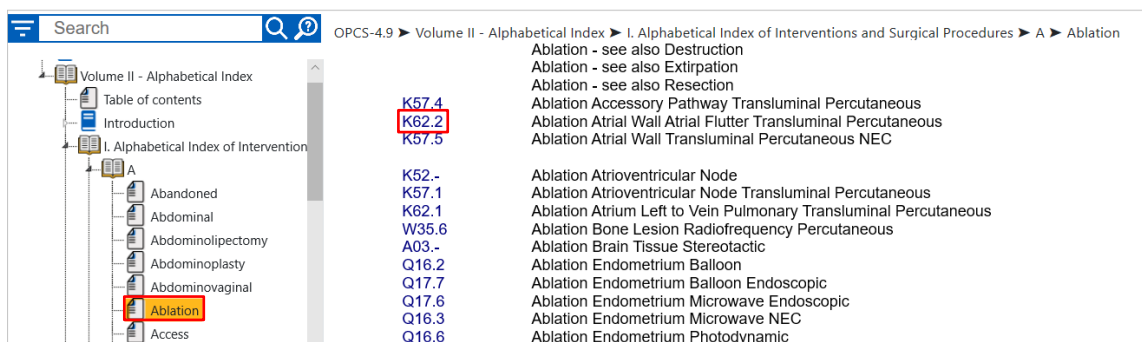 Search
OPCS-4.9 ➤ Volume II - Alphabetical Index ➤ I. Alphabetical Index of Interventions and Surgical Procedures ➤ A ➤ Ablation
Volume II - Alphabetical Index
Table of contents
Introduction
I. Alphabetical Index of Intervention
A
Abandoned
Abdominal
Abdominolipectomy
Abdominoplasty
Abdominovaginal
Ablation
Access
Ablation - see also Destruction
Ablation - see also Extirpation
Ablation - see also Resection
K57.4 Ablation Accessory Pathway Transluminal Percutaneous
K62.2 Ablation Atrial Wall Atrial Flutter Transluminal Percutaneous
K57.5 Ablation Atrial Wall Transluminal Percutaneous NEC
K52.- Ablation Atrioventricular Node
K57.1 Ablation Atrioventricular Node Transluminal Percutaneous
K62.1 Ablation Atrium Left to Vein Pulmonary Transluminal Percutaneous
W35.6 Ablation Bone Lesion Radiofrequency Percutaneous
A03.- Ablation Brain Tissue Stereotactic
Q16.2 Ablation Endometrium Balloon
Q17.7 Ablation Endometrium Balloon Endoscopic
Q17.6 Ablation Endometrium Microwave Endoscopic
Q16.3 Ablation Endometrium Microwave NEC
Q16.6 Ablation Endometrium Photodynamic